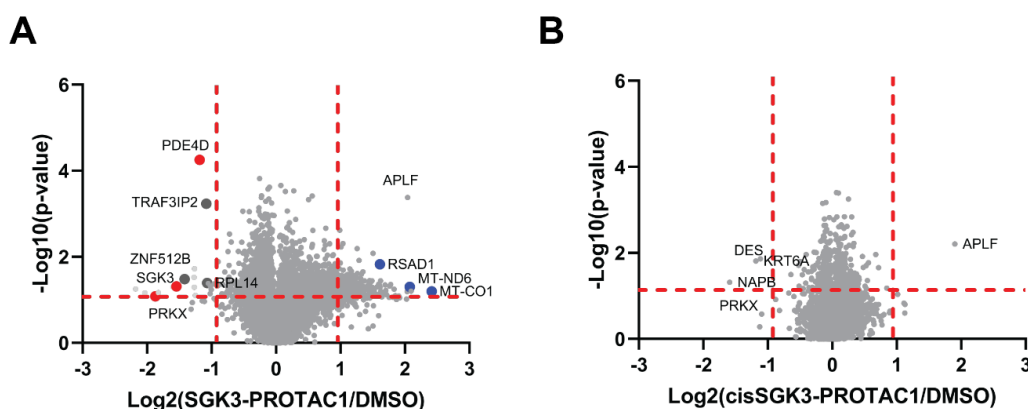 A
B
6
4
2
0
-3
-2
-1
0
1
2
3
-Log10(p-value)
Log2(SGK3-PROTAC1/DMSO)
PDE4D
TRAF3IP2
ZNF512B
SGK3
RPL14
PRKX
APLF
RSAD1
MT-ND6
MT-CO1
6
4
2
0
-3
-2
-1
0
1
2
3
-Log10(p-value)
Log2(cisSGK3-PROTAC1/DMSO)
DES
KRT6A
NAPB
PRKX
APLF